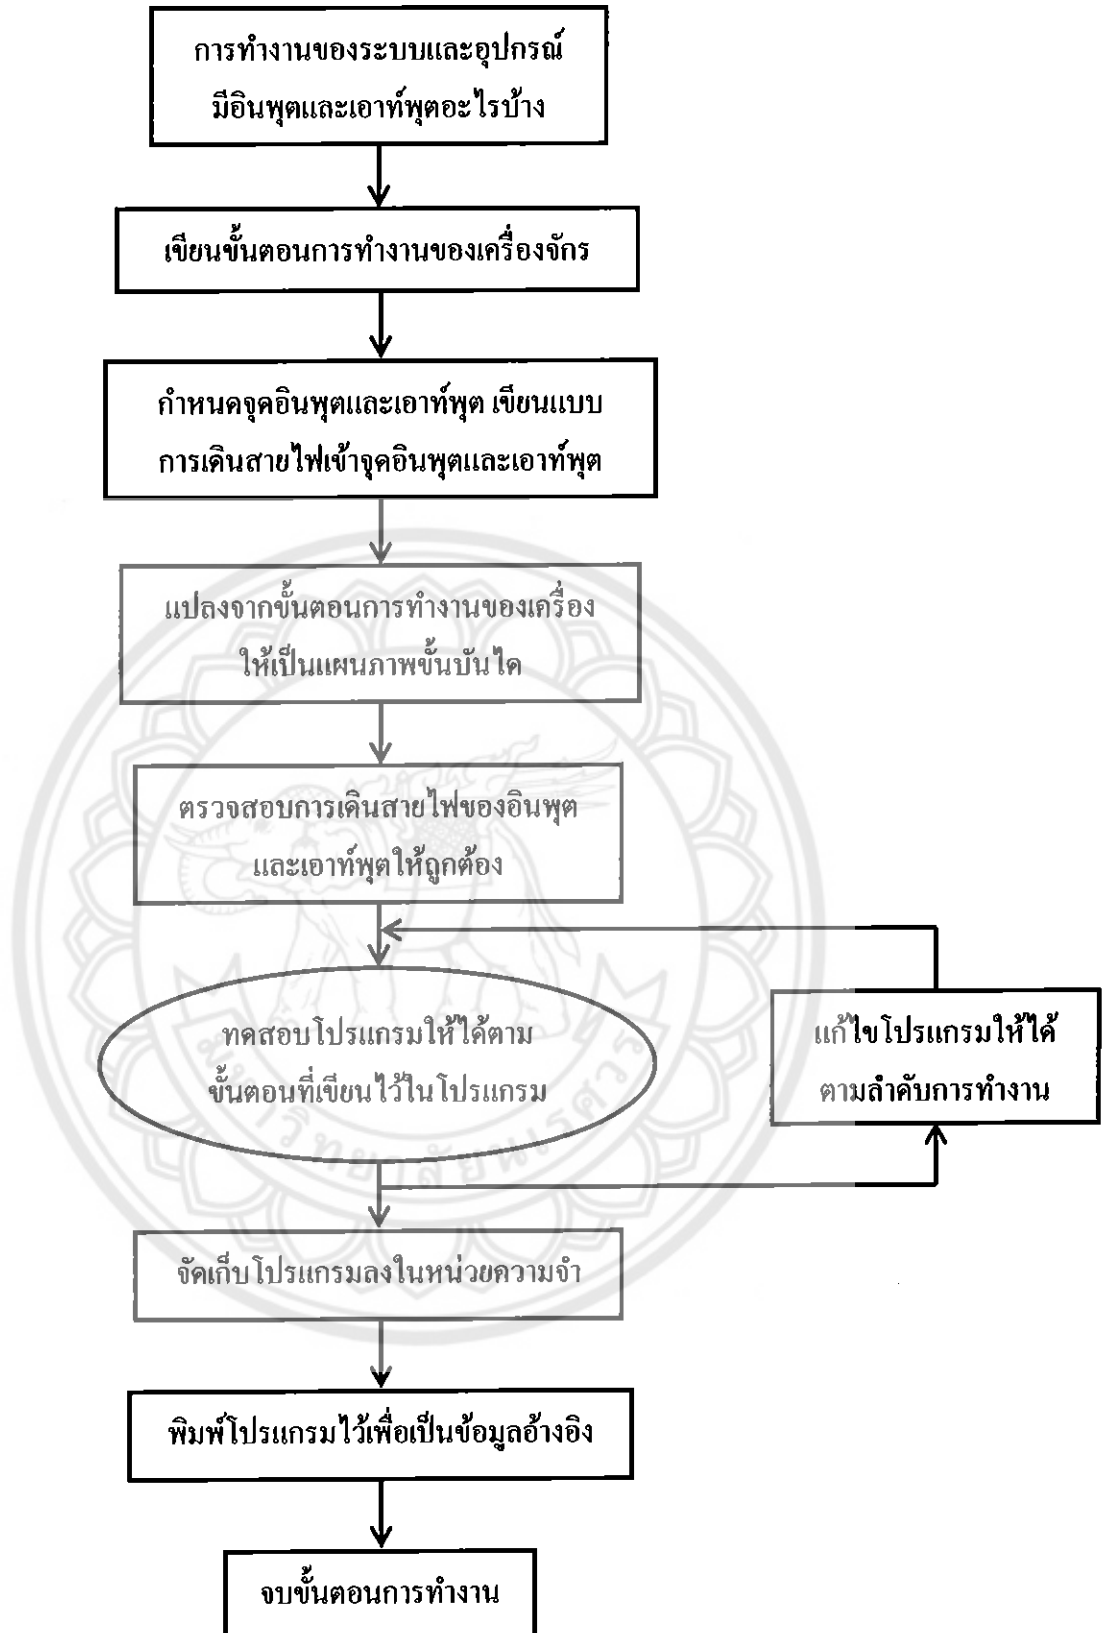 การทำงานของระบบและอุปกรณ์
มีอินพุตและเอาท์พุตอะไรบ้าง
เขียนขั้นตอนการทำงานของเครื่องจักร
กำหนดจุดอินพุตและเอาท์พุต เขียนแบบ
การเดินสายไฟเข้าจุดอินพุตและเอาท์พุต
แปลงจากขั้นตอนการทำงานของเครื่อง
ให้เป็นแผนภาพขั้นบันได
ตรวจสอบการเดินสายไฟของอินพุต
และเอาท์พุตให้ถูกต้อง
ทดสอบโปรแกรมให้ได้ตาม
ขั้นตอนที่เขียนไว้ในโปรแกรม
แก้ไขโปรแกรมให้ได้
ตามลำดับการทำงาน
มหาวิทยาลัยนเรศวร
จัดเก็บโปรแกรมลงในหน่วยความจำ
พิมพ์โปรแกรมไว้เพื่อเป็นข้อมูลอ้างอิง
จบขั้นตอนการทำงาน